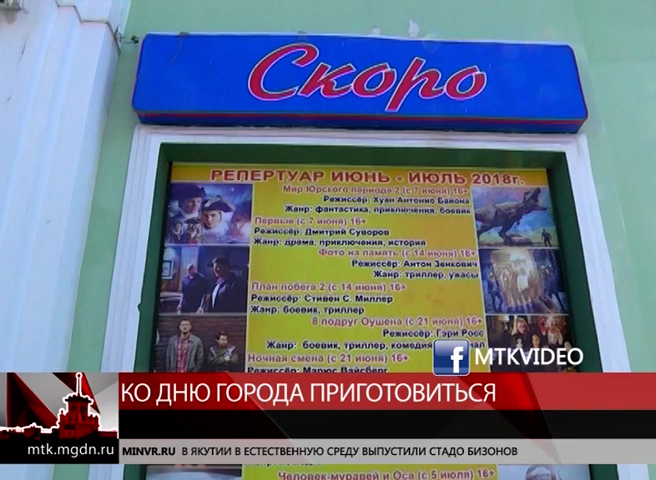 Скоро
РЕПЕРТУАР ИЮНЬ - ИЮЛЬ 2018г.
Мир Юрского периода 2 (с 7 июня) 16+
Режиссёр: Хуан Антонио Байона
Жанр: фантастика, приключения, боевик
Первые (с 7 июня) 16+
Режиссёр: Дмитрий Суворов
Жанр: драма, приключения, история
Фото на память (с 14 июня) 16+
Режиссёр: Антон Зенкович
Жанр: триллер, ужасы
План побега 2 (с 14 июня) 16+
Режиссёр: Стивен С. Миллер
Жанр: боевик, триллер
8 подруг Оушена (с 21 июня) 16+
Режиссёр: Гэри Росс
Жанр: боевик, триллер, комедия
Ночная смена (с 21 июня) 16+
Режиссёр: Марюс Вайсберг
f MTKVIDEO
КО ДНЮ ГОРОДА ПРИГОТОВИТЬСЯ
mtk.mgdn.ru
MINVR.RU В ЯКУТИИ В ЕСТЕСТВЕННУЮ СРЕДУ ВЫПУСТИЛИ СТАДО БИЗОНОВ
Человек-муравей и Оса (с 5 июля) 16+